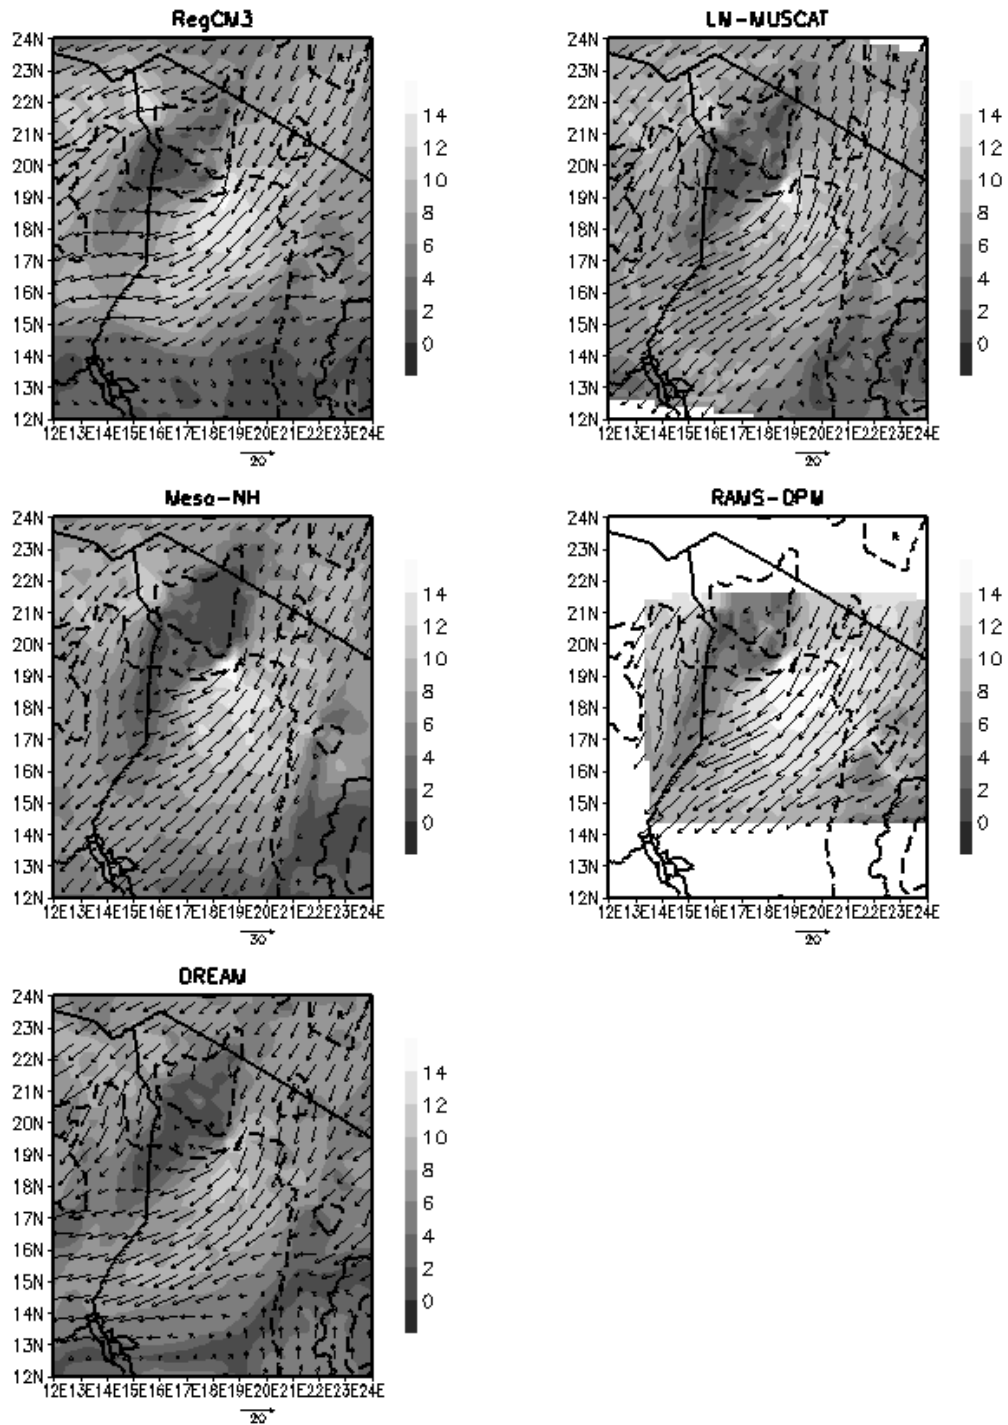 RegCM3
24N
23N
22N
21N
20N
19N
18N
17N
16N
15N
14N
13N
12N
12E13E14E15E16E17E18E19E20E21E22E23E24E
20
14
12
10
8
6
4
2
0
LM-MUSCAT
24N
23N
22N
21N
20N
19N
18N
17N
16N
15N
14N
13N
12N
12E13E14E15E16E17E18E19E20E21E22E23E24E
20
14
12
10
8
6
4
2
0
Meso-NH
24N
23N
22N
21N
20N
19N
18N
17N
16N
15N
14N
13N
12N
12E13E14E15E16E17E18E19E20E21E22E23E24E
30
14
12
10
8
6
4
2
0
RAMS-DPM
24N
23N
22N
21N
20N
19N
18N
17N
16N
15N
14N
13N
12N
12E13E14E15E16E17E18E19E20E21E22E23E24E
20
14
12
10
8
6
4
2
0
DREAM
24N
23N
22N
21N
20N
19N
18N
17N
16N
15N
14N
13N
12N
12E13E14E15E16E17E18E19E20E21E22E23E24E
20
14
12
10
8
6
4
2
0